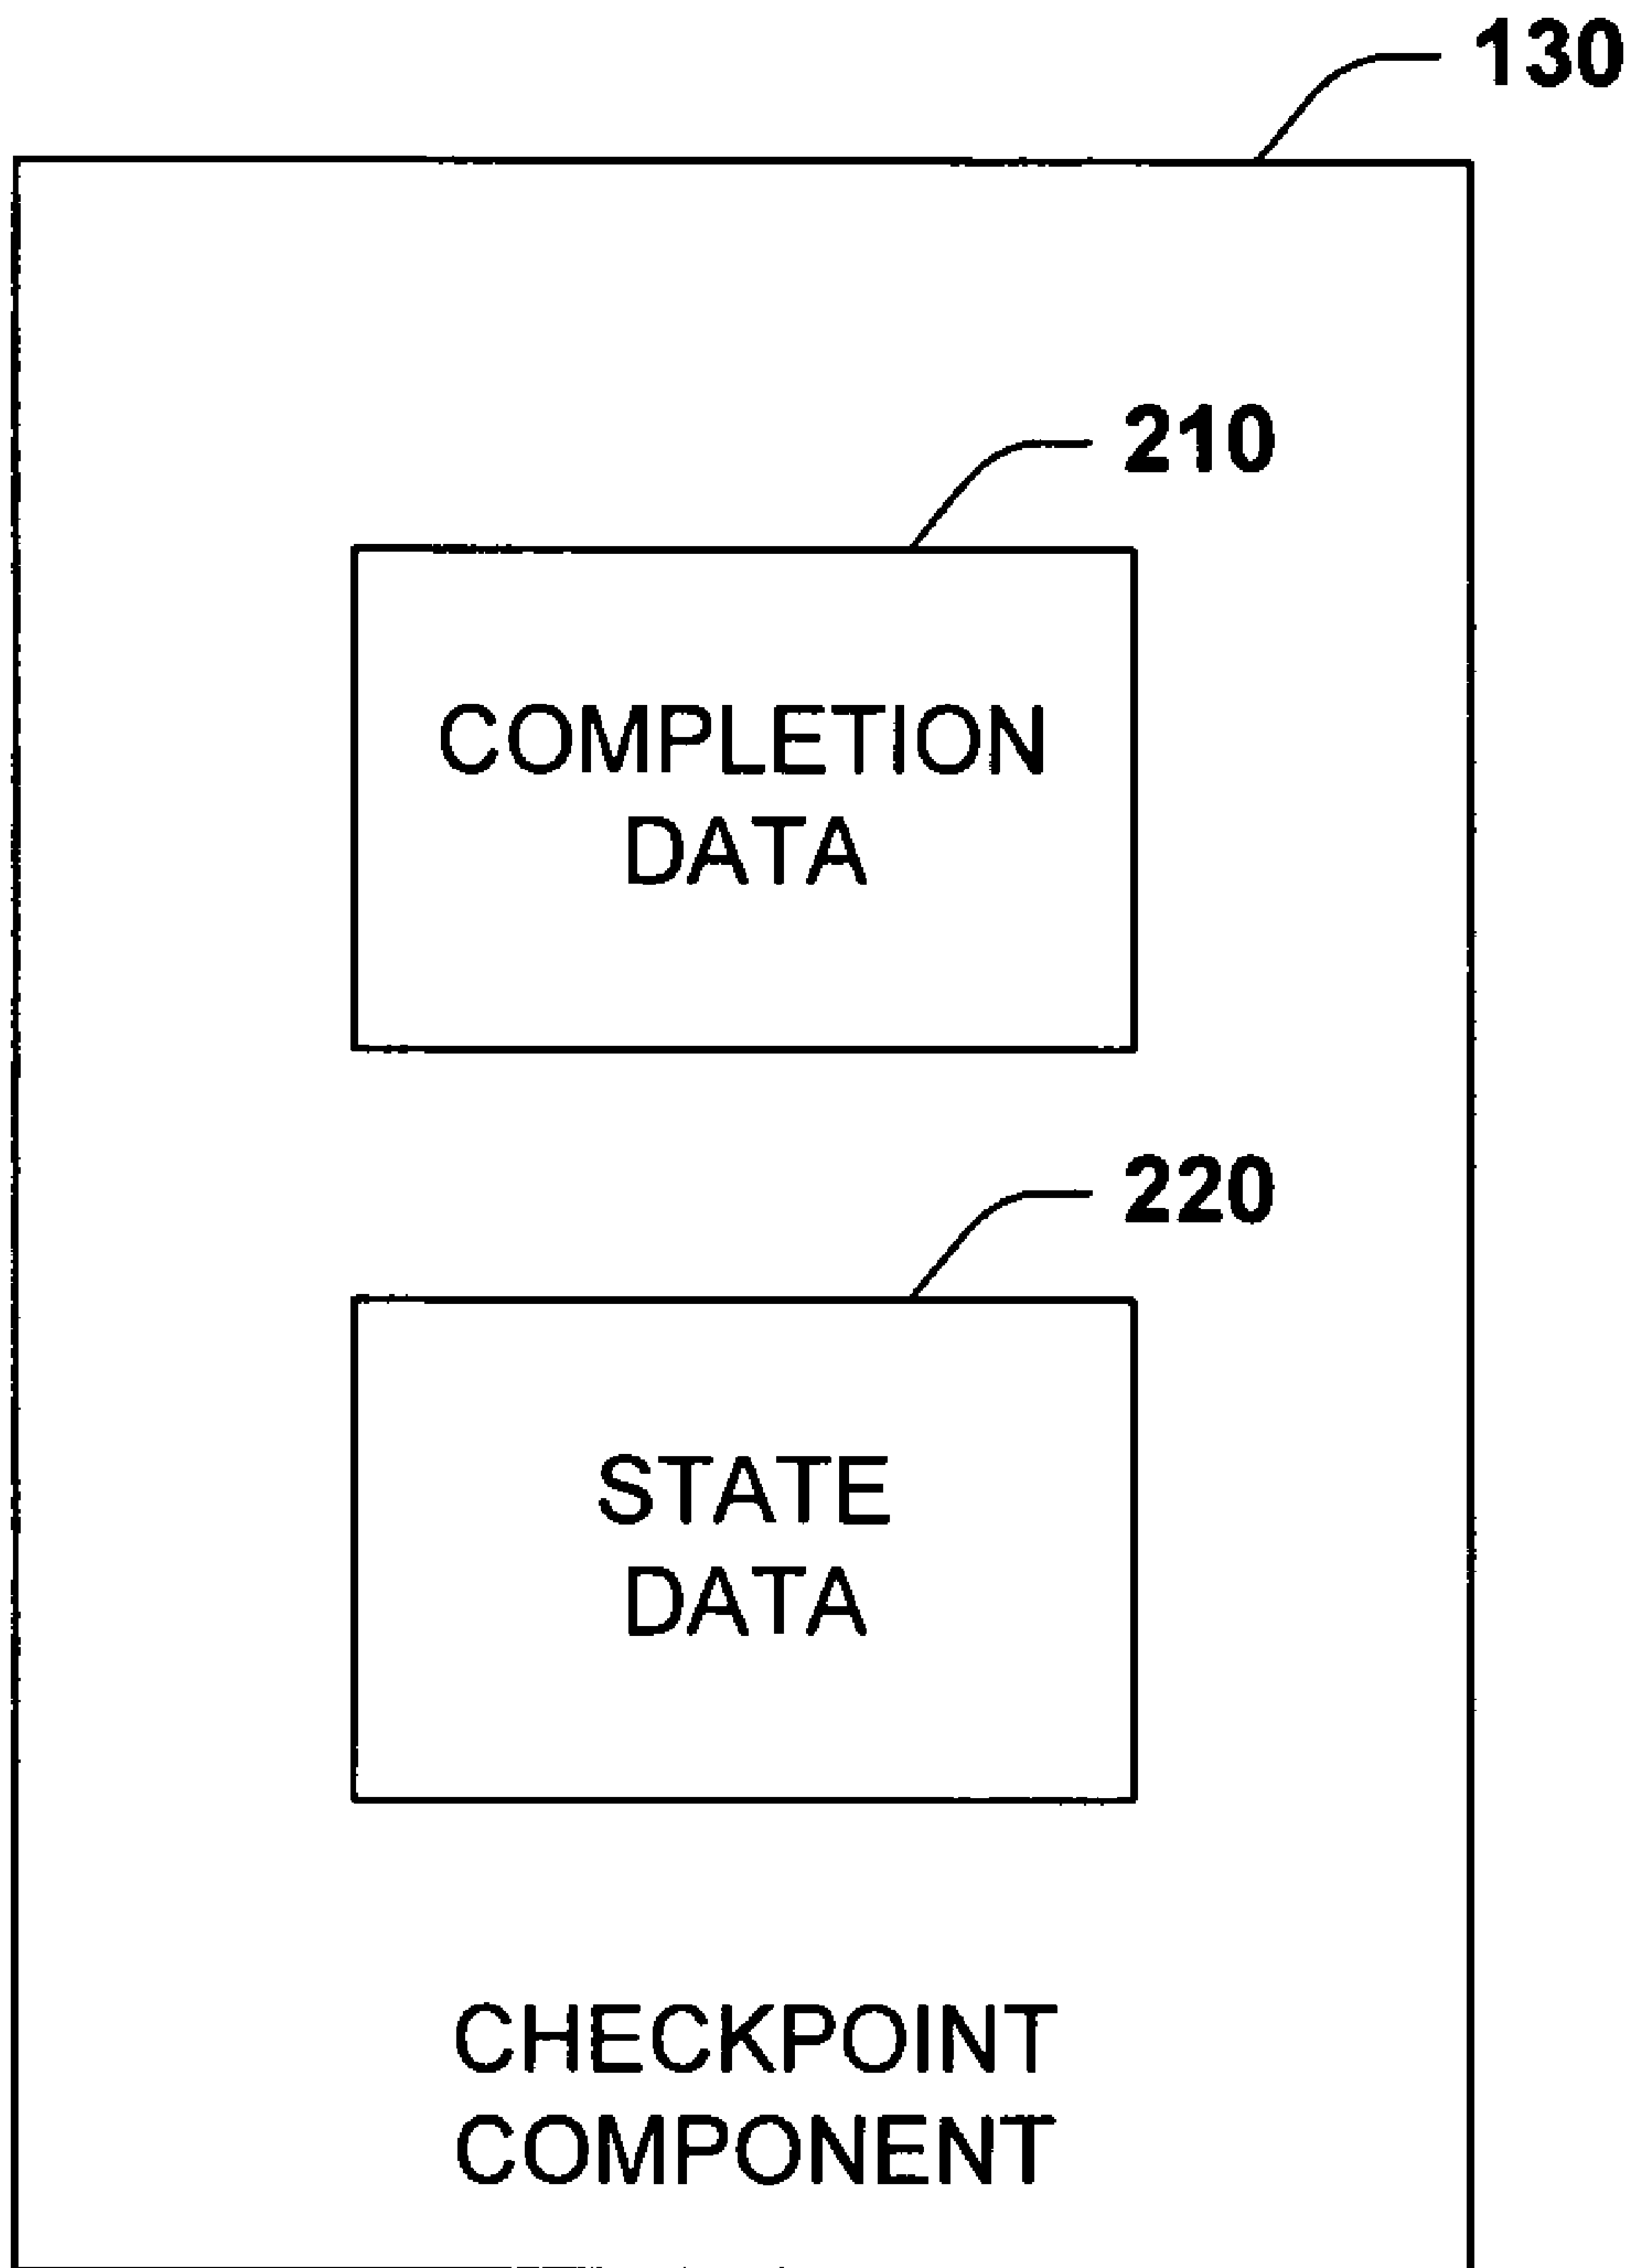 130
210
COMPLETION
DATA
220
STATE
DATA
CHECKPOINT
COMPONENT